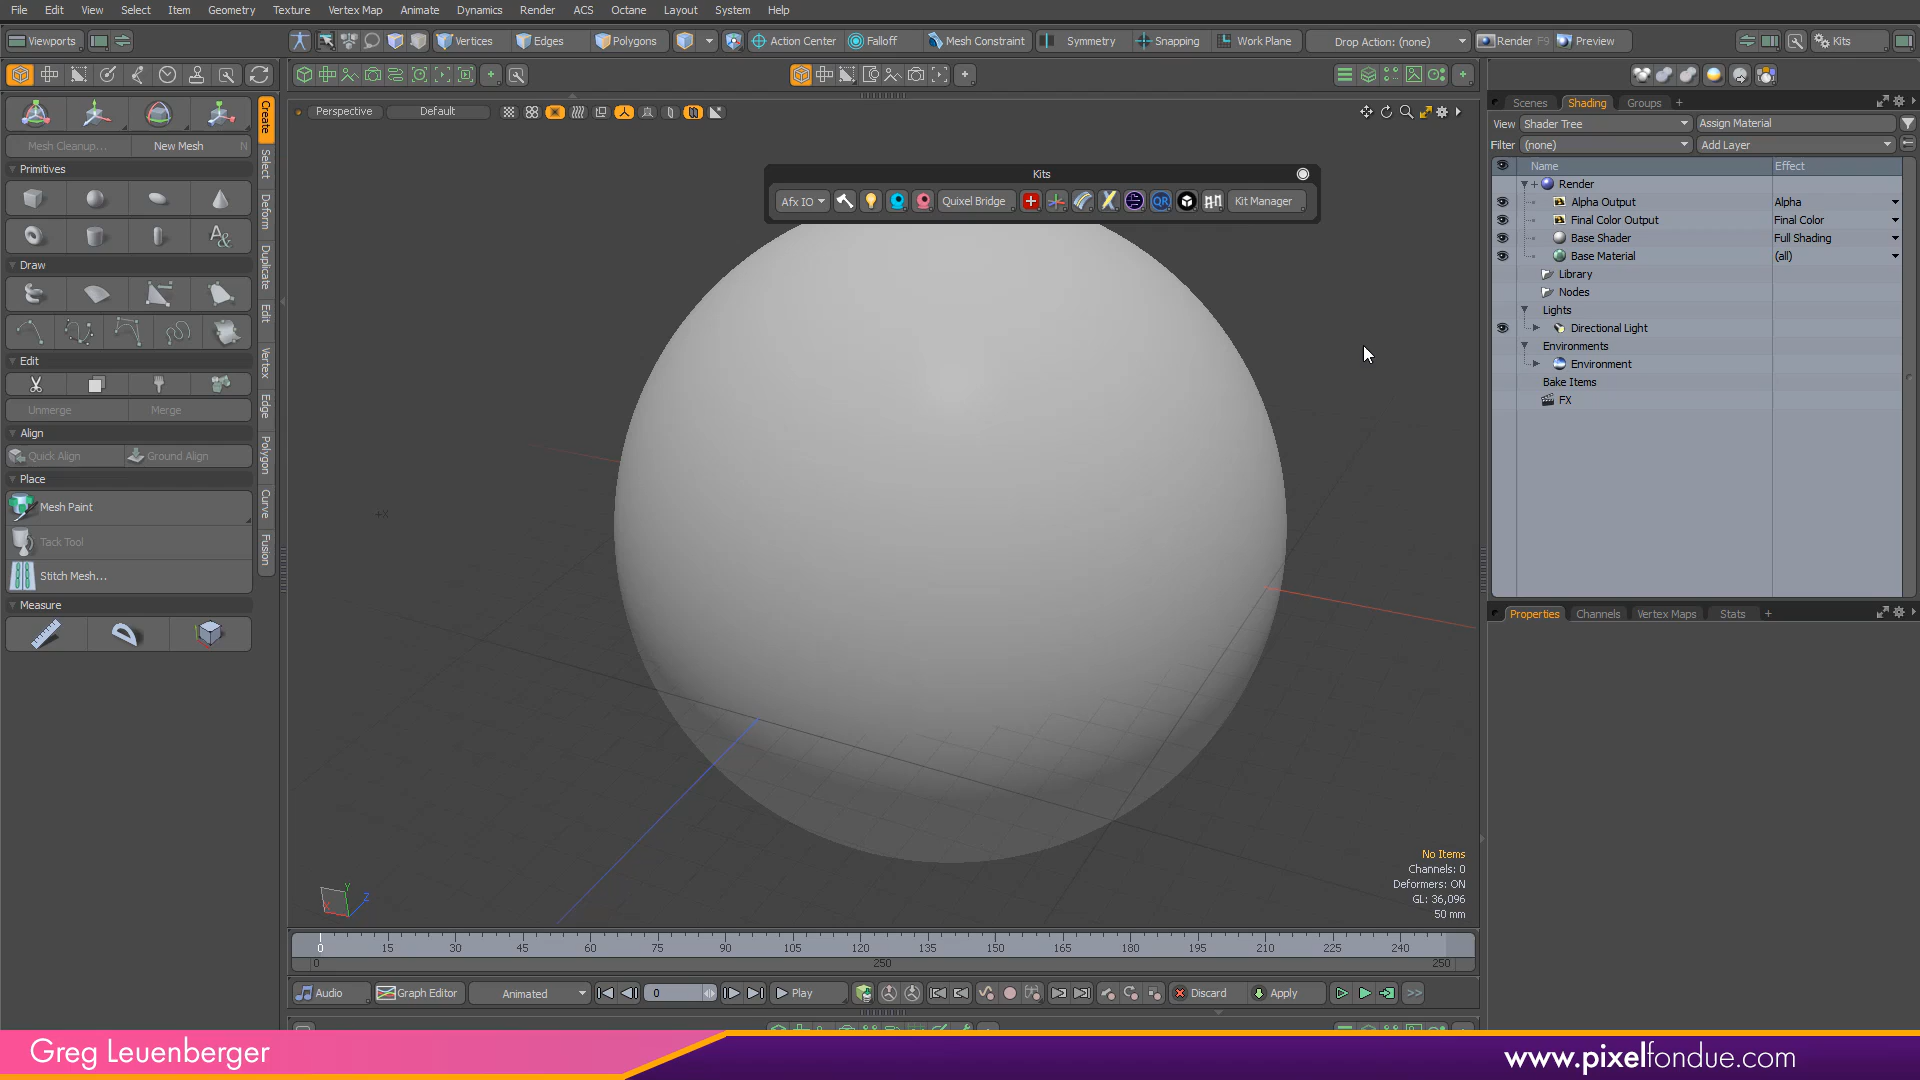 File Edit View Select Item Geometry Texture Vertex Map Animate Dynamics Render ACS Octane Layout System Help
Viewports Vertices Edges Polygons Action Center Falloff Mesh Constraint Symmetry Snapping Work Plane Drop Action: (none) Render F9 Preview Kits
Perspective Default
Scenes Shading Groups +
View Shader Tree Assign Material
Filter (none) Add Layer
Name Effect
Render
Alpha Output Alpha
Final Color Output Final Color
Base Shader Full Shading
Base Material (all)
Library
Nodes
Lights
Directional Light
Environments
Environment
Bake Items
FX
Properties Channels Vertex Maps Stats +
Kits
Afx IO Quixel Bridge QR Kit Manager
Mesh Cleanup... New Mesh N
Primitives
Draw
Edit
Unmerge Merge
Align
Quick Align Ground Align
Place
Mesh Paint
Tack Tool
Stitch Mesh...
Measure
Create
Select
Deform
Duplicate
Edit
Vertex
Edge
Polygon
Curve
Fusion
+X
No Items
Channels: 0
Deformers: ON
GL: 36,096
50 mm
Y
Z
X
0 15 30 45 60 75 90 105 120 135 150 165 180 195 210 225 240
0 250 250
Audio Graph Editor Animated 0 Play Discard Apply >>
Greg Leuenberger
www.pixelfondue.com